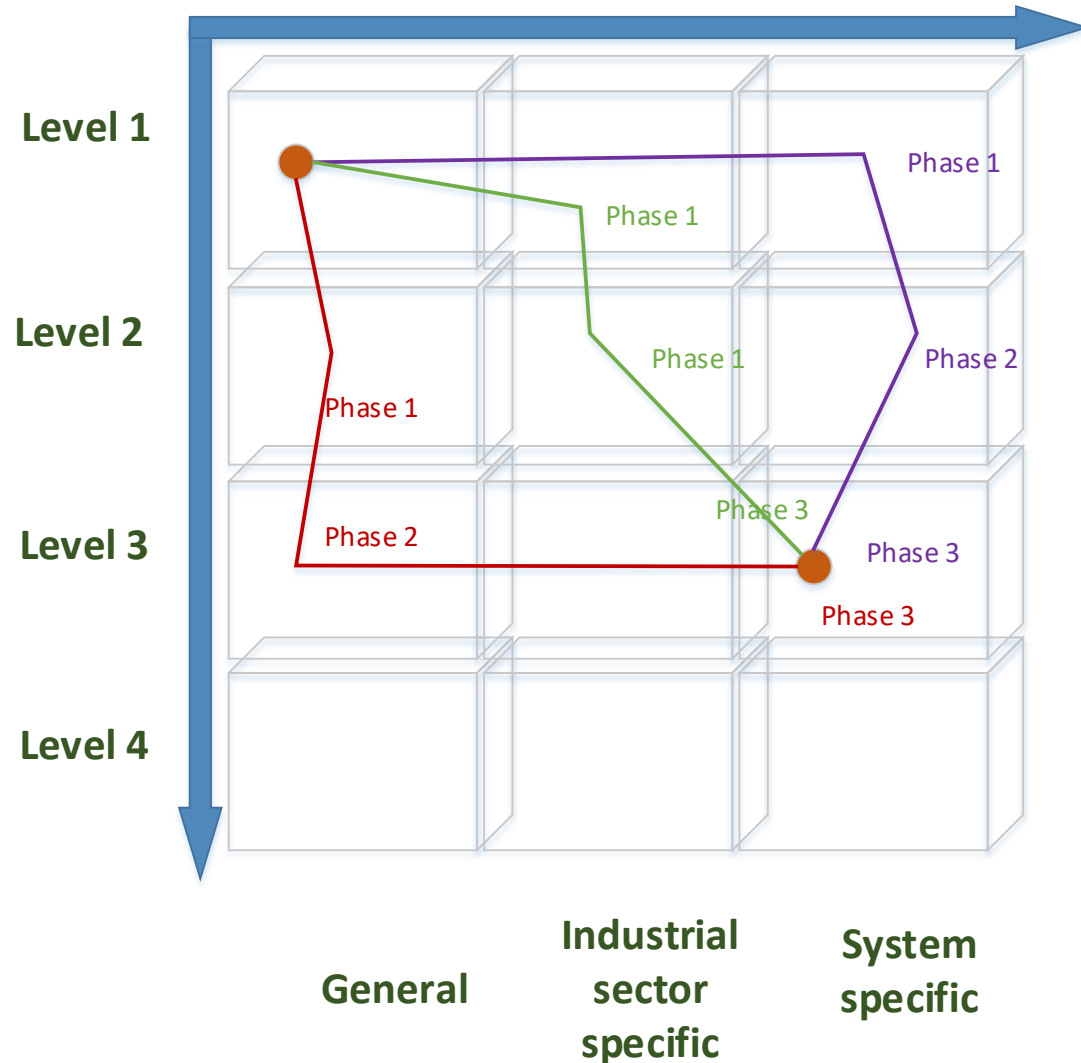 Level 1
Phase 1
Phase 1
Level 2
Phase 1
Phase 2
Phase 1
Level 3
Phase 3
Phase 2
Phase 3
Phase 3
Level 4
General
Industrial
sector
specific
System
specific